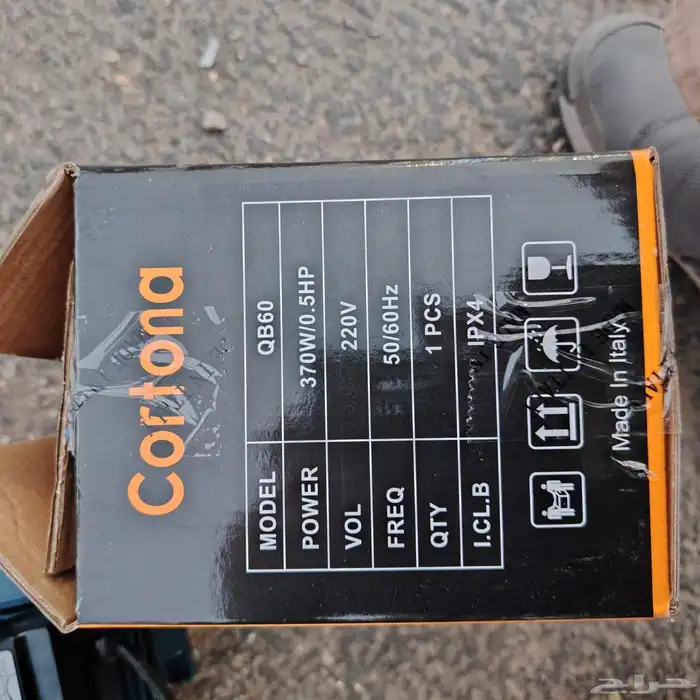 Cortona
MODEL QB60
POWER 370W/0.5HP
VOL 220V
FREQ 50/60Hz
QTY 1 PCS
I.CL.B IPX4
Made In Italy
حراج